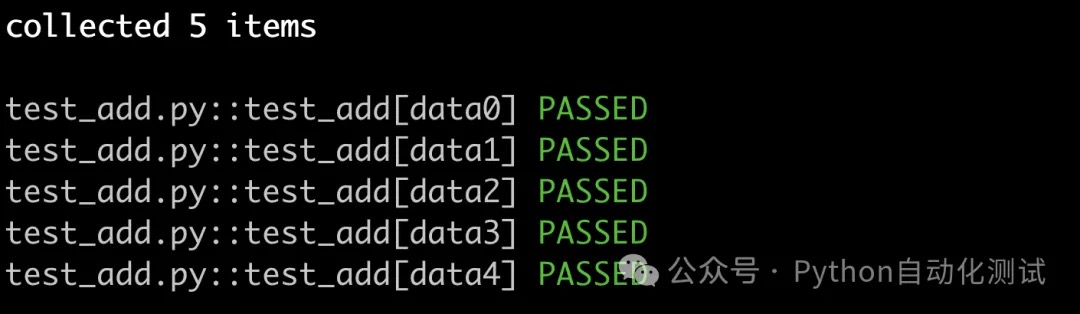 collected 5 items
test_add.py::test_add[data0] PASSED
test_add.py::test_add[data1] PASSED
test_add.py::test_add[data2] PASSED
test_add.py::test_add[data3] PASSED
test_add.py::test_add[data4] PASSED
公众号 · Python自动化测试